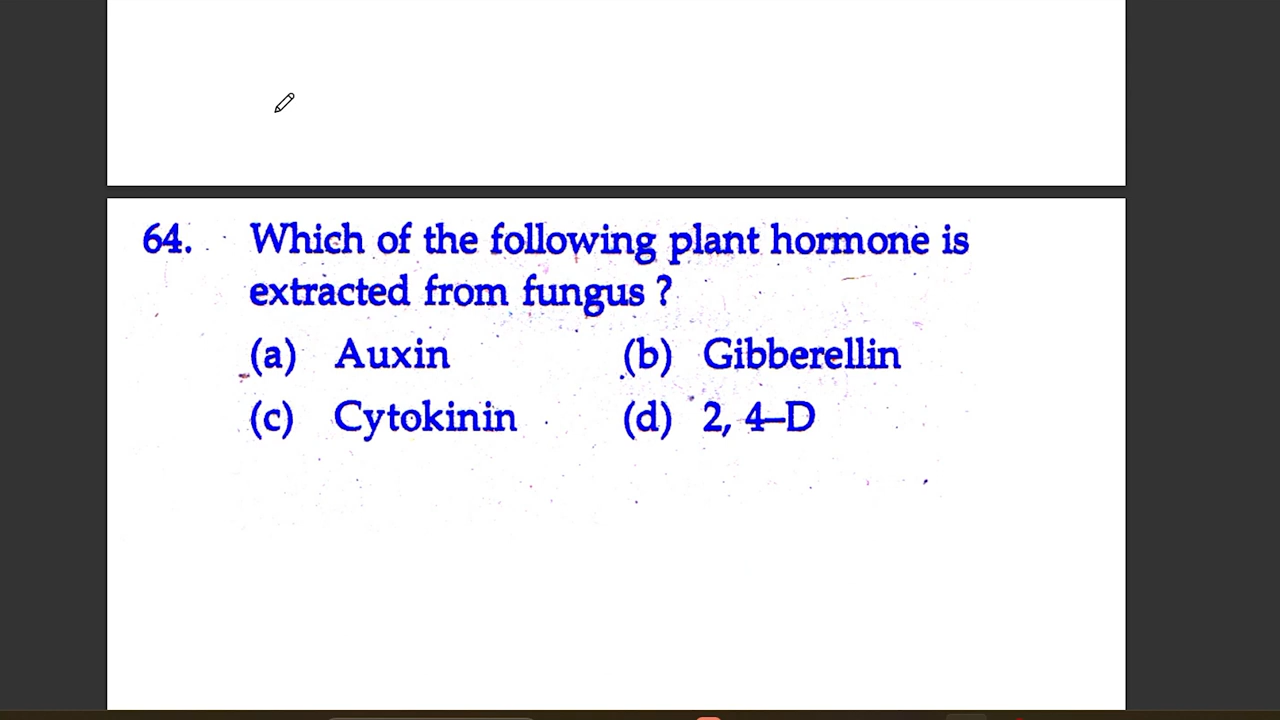 64. Which of the following plant hormone is
extracted from fungus ?
(a) Auxin (b) Gibberellin
(c) Cytokinin (d) 2, 4–D